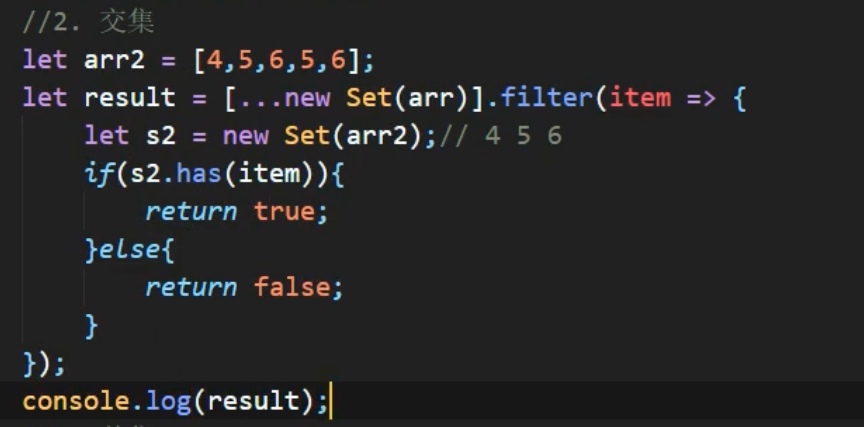 //2. 交集
let arr2 = [4,5,6,5,6];
let result = [...new Set(arr)].filter(item => {
    let s2 = new Set(arr2);// 4 5 6
    if(s2.has(item)){
        return true;
    }else{
        return false;
    }
});
console.log(result);